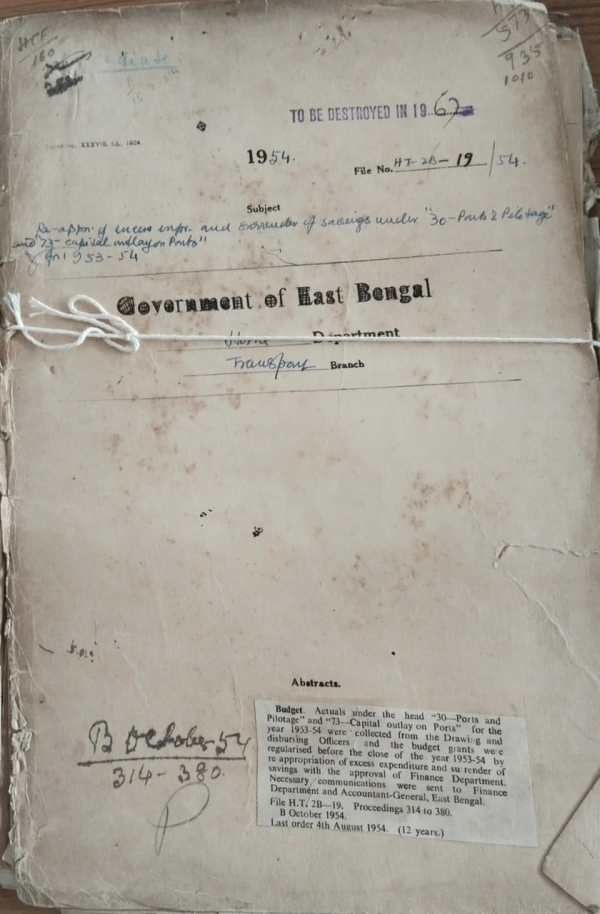 HTT
160
573
935
1010
TO BE DESTROYED IN 1967
1954.
File No. HT-2B-19/54.
Subject
Re-appn. of excess expr. and surrender of savings under "30-Ports & Pilotage"
and "73-capital outlay on Ports"
for 1953-54
Government of East Bengal
Home Department
Transport Branch
Abstracts.
Budget. Actuals under the head "30—Ports and
Pilotage" and "73—Capital outlay on Ports" for the
year 1953-54 were collected from the Drawing and
disbursing Officers and the budget grants were
regularised before the close of the year 1953-54 by
re appropriation of excess expenditure and surrender of
savings with the approval of Finance Department.
Necessary communications were sent to Finance
Department and Accountant-General, East Bengal.
File H.T. 2B—19. Proceedings 314 to 380.
B October 1954.
Last order 4th August 1954. (12 years.)
B October 54
314-380.
P